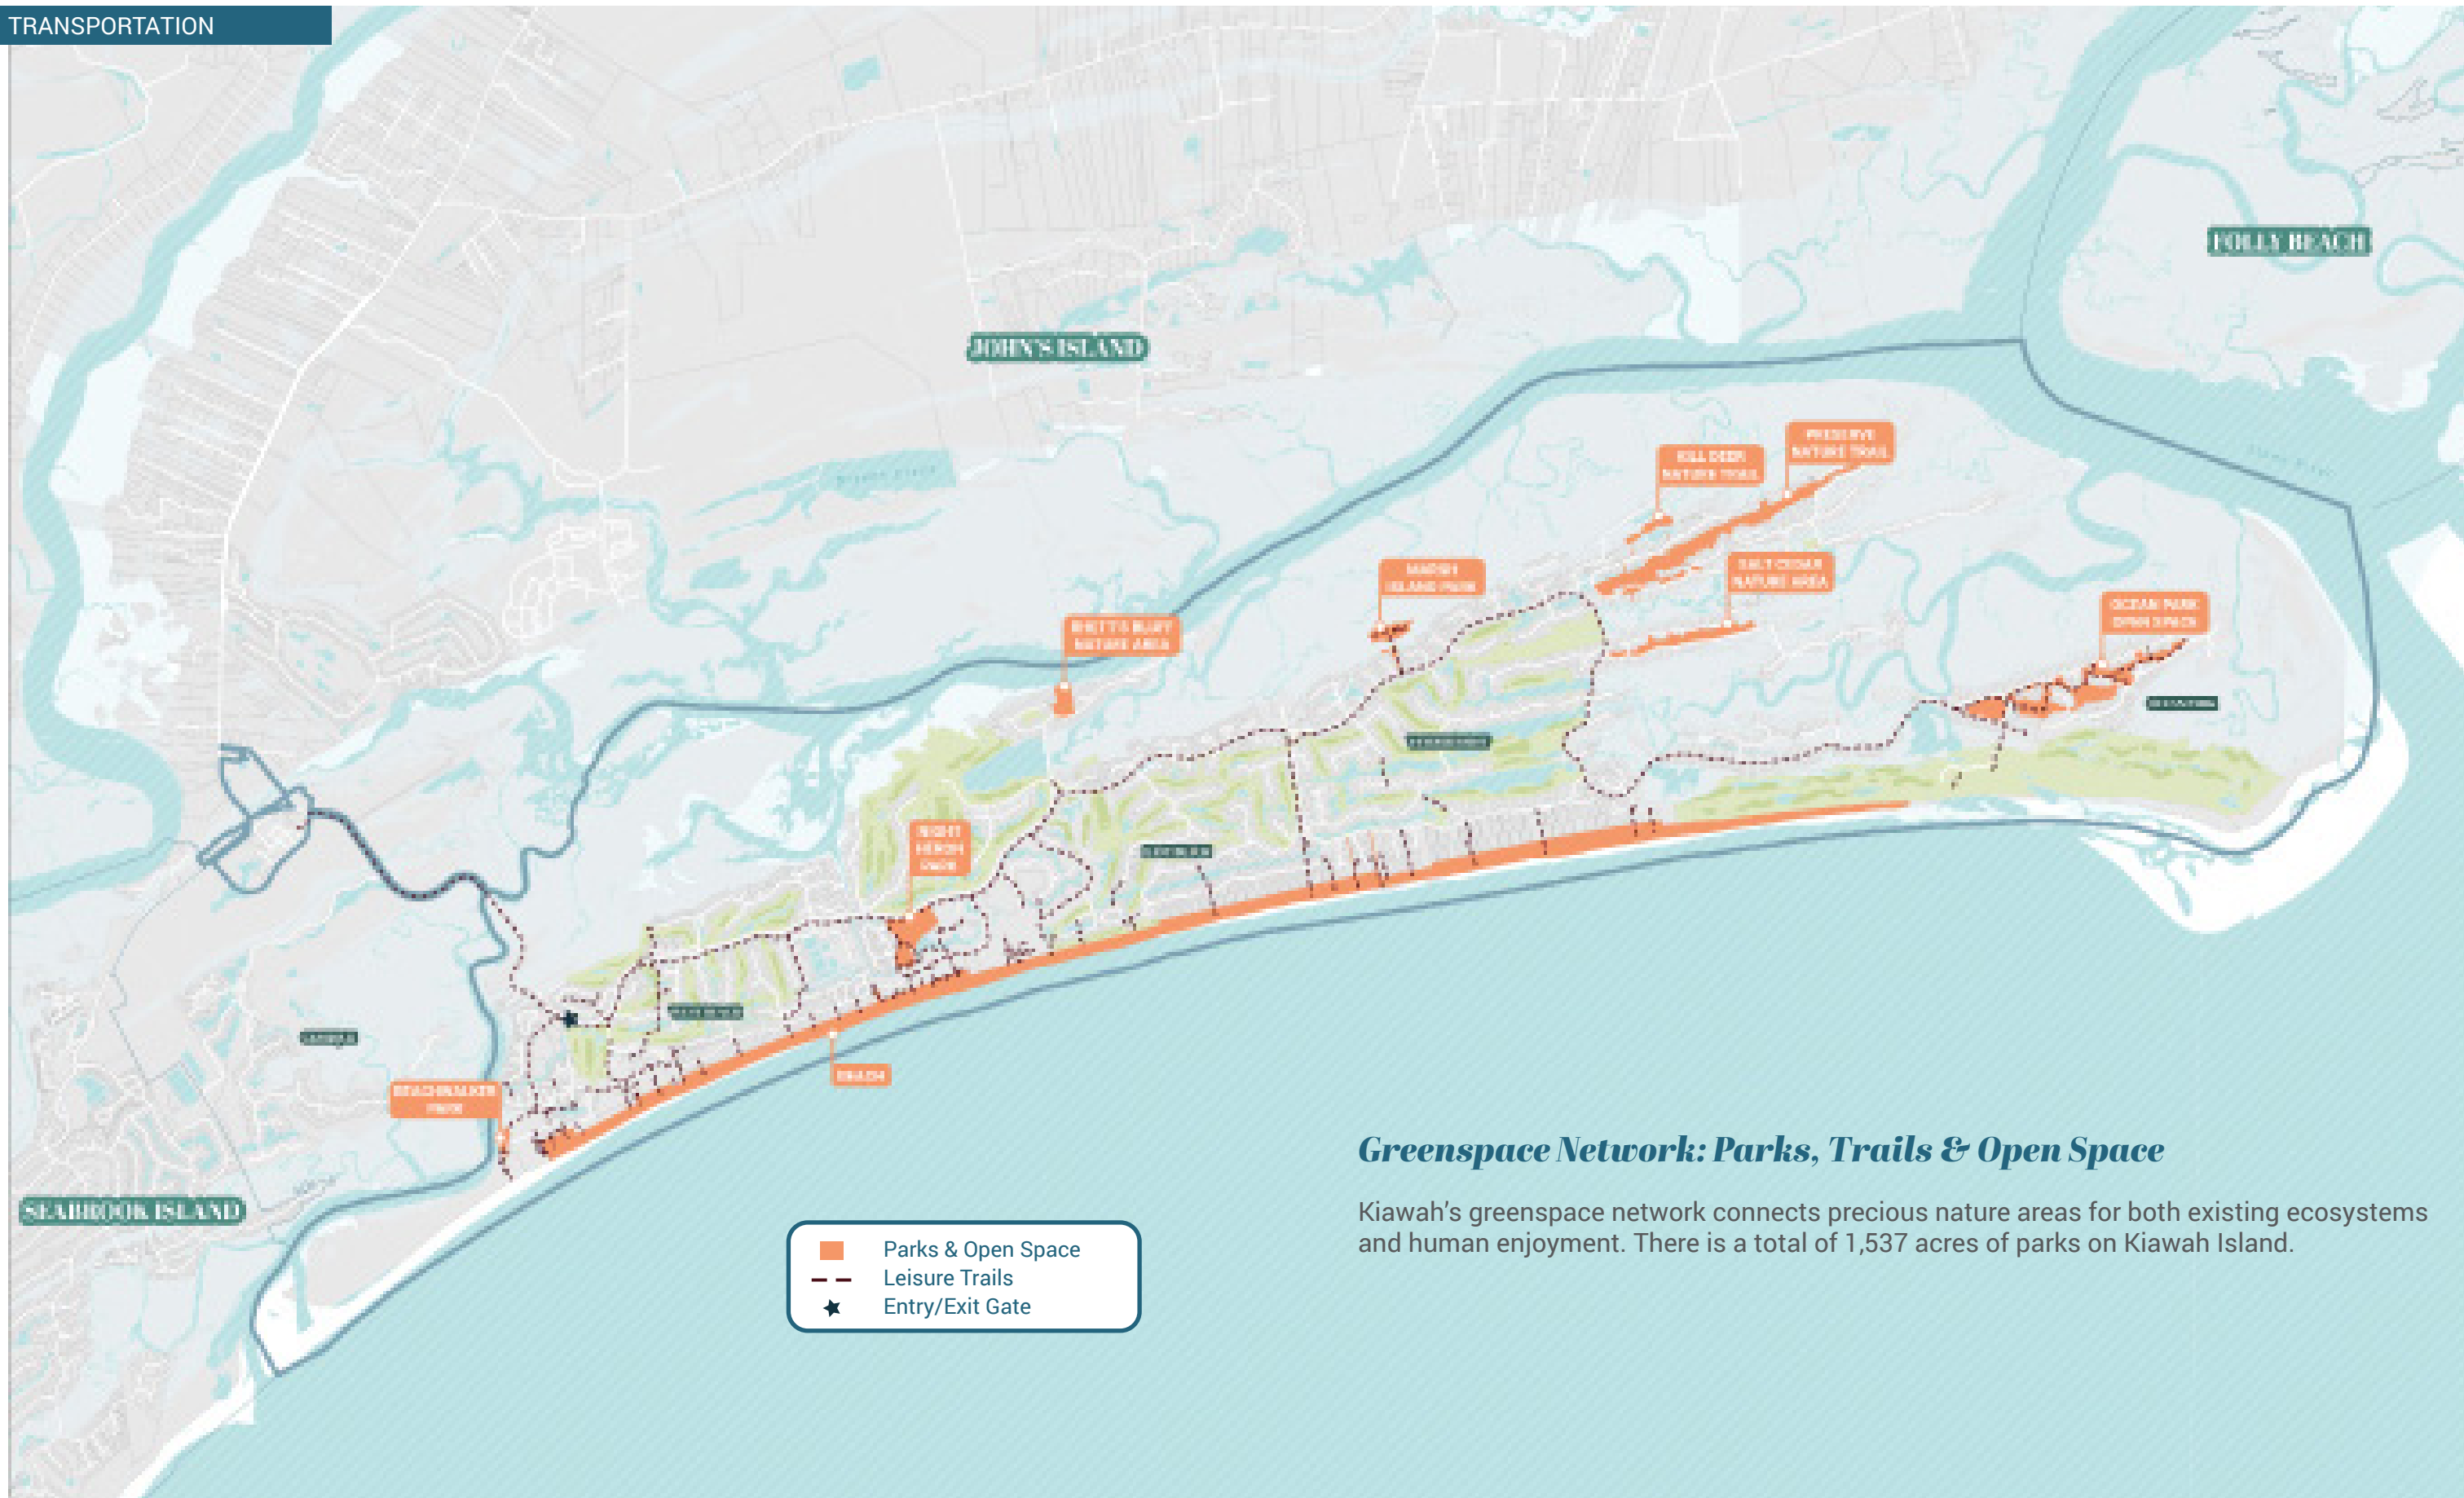 TRANSPORTATION
FOLLY BEACH
JOHN'S ISLAND
PRESERVE
NATURE TRAIL
KILL DEER
NATURE TRAIL
MARSH
ISLAND PARK
SALT CEDAR
NATURE AREA
OCEAN PARK
OPEN SPACE
RHETT'S BLUFF
NATURE AREA
NIGHT
HERON
PARK
BEACHWALKER
PARK
BEACH
SEABROOK ISLAND
Greenspace Network: Parks, Trails & Open Space
Kiawah's greenspace network connects precious nature areas for both existing ecosystems
and human enjoyment. There is a total of 1,537 acres of parks on Kiawah Island.
Parks & Open Space
Leisure Trails
Entry/Exit Gate